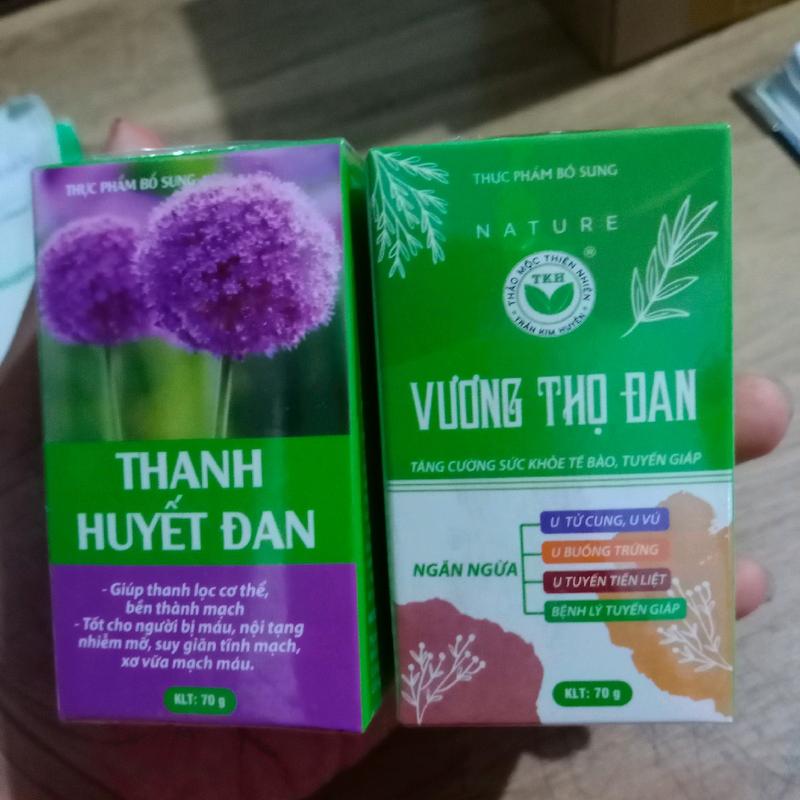 THỰC PHẨM BỔ SUNG
THANH
HUYẾT ĐAN
- Giúp thanh lọc cơ thể,
bền thành mạch
- Tốt cho người bị máu, nội tạng
nhiễm mỡ, suy giãn tĩnh mạch,
xơ vữa mạch máu.
KLT: 70 g
THỰC PHẨM BỔ SUNG
NATURE
THẢO MỘC THIÊN NHIÊN
®
TKH
TRẦN KIM HUYỀN
VƯƠNG THỌ ĐAN
TĂNG CƯỜNG SỨC KHỎE TẾ BÀO, TUYẾN GIÁP
NGĂN NGỪA
U TỬ CUNG, U VÚ
U BUỒNG TRỨNG
U TUYẾN TIỀN LIỆT
BỆNH LÝ TUYẾN GIÁP
KLT: 70 g